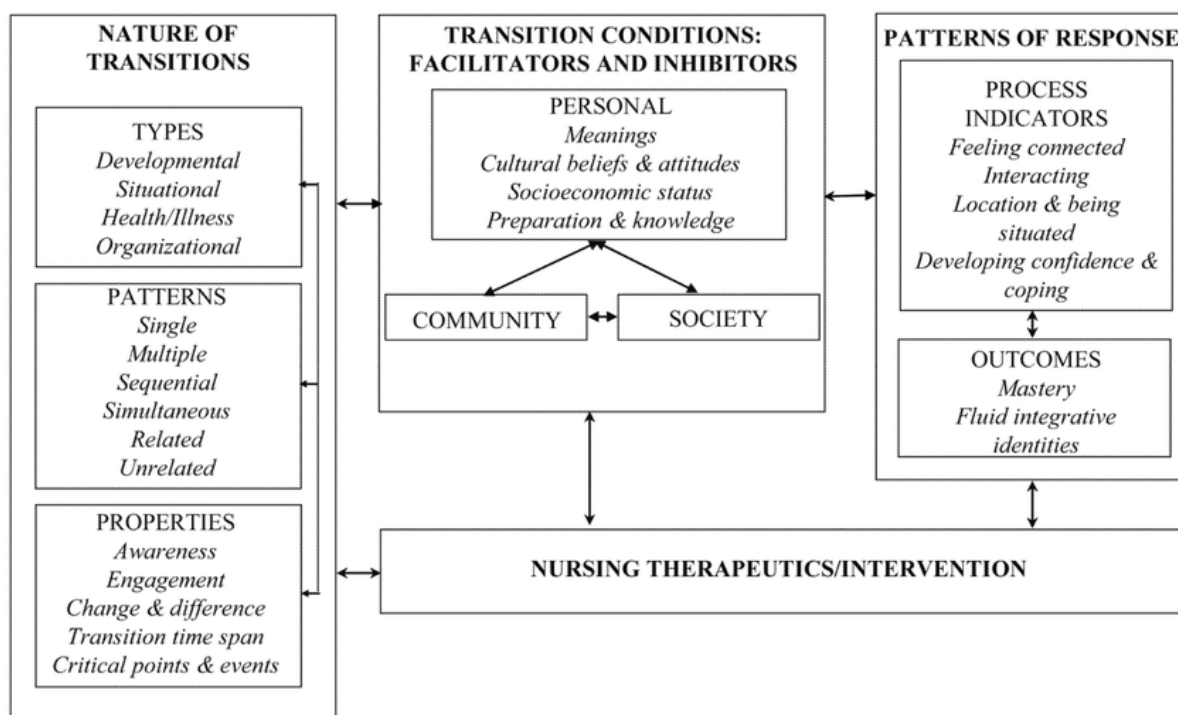 NATURE OF
TRANSITIONS
TYPES
Developmental
Situational
Health/Illness
Organizational
PATTERNS
Single
Multiple
Sequential
Simultaneous
Related
Unrelated
PROPERTIES
Awareness
Engagement
Change & difference
Transition time span
Critical points & events
TRANSITION CONDITIONS:
FACILITATORS AND INHIBITORS
PERSONAL
Meanings
Cultural beliefs & attitudes
Socioeconomic status
Preparation & knowledge
COMMUNITY
SOCIETY
PATTERNS OF RESPONSE
PROCESS
INDICATORS
Feeling connected
Interacting
Location & being
situated
Developing confidence &
coping
OUTCOMES
Mastery
Fluid integrative
identities
NURSING THERAPEUTICS/INTERVENTION